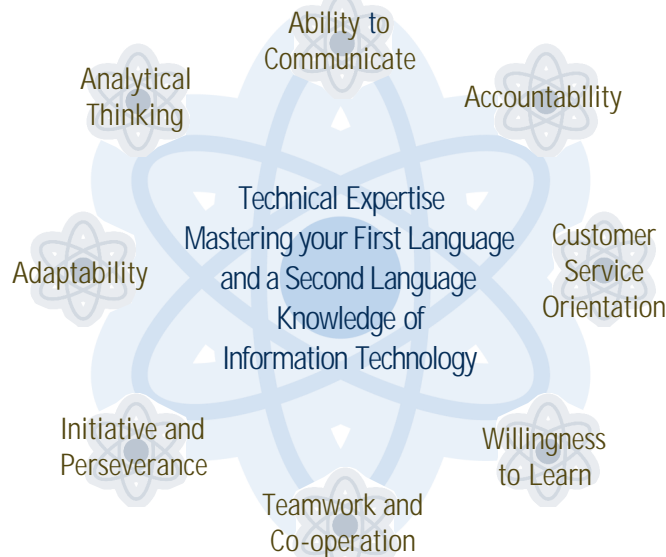 Ability to
Communicate
Analytical
Thinking
Accountability
Technical Expertise
Mastering your First Language
and a Second Language
Knowledge of
Information Technology
Adaptability
Customer
Service
Orientation
Initiative and
Perseverance
Willingness
to Learn
Teamwork and
Co-operation